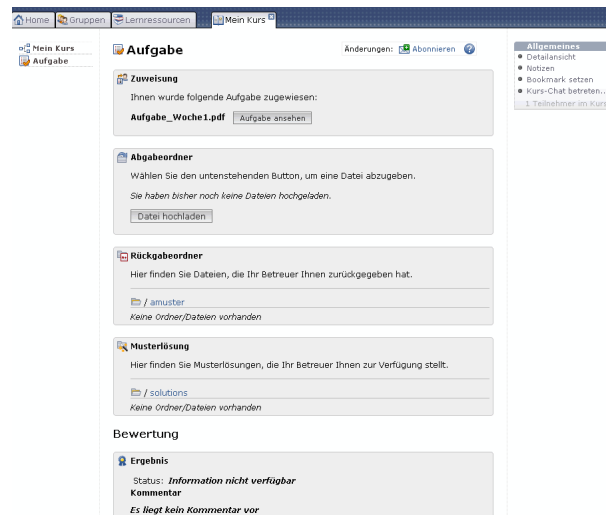 Home
Gruppen
Lernressourcen
Mein Kurs
Mein Kurs
Aufgabe
Aufgabe
Änderungen: Abonnieren
Zuweisung
Ihnen wurde folgende Aufgabe zugewiesen:
Aufgabe_Woche1.pdf Aufgabe ansehen
Abgabeordner
Wählen Sie den untenstehenden Button, um eine Datei abzugeben.
Sie haben bisher noch keine Dateien hochgeladen.
Datei hochladen
Rückgabeordner
Hier finden Sie Dateien, die Ihr Betreuer Ihnen zurückgegeben hat.
/ amuster
Keine Ordner/Dateien vorhanden
Musterlösung
Hier finden Sie Musterlösungen, die Ihr Betreuer Ihnen zur Verfügung stellt.
/ solutions
Keine Ordner/Dateien vorhanden
Bewertung
Ergebnis
Status: Information nicht verfügbar
Kommentar
Es liegt kein Kommentar vor
Allgemeines
Detailansicht
Notizen
Bookmark setzen
Kurs-Chat betreten..
1 Teilnehmer im Kurs